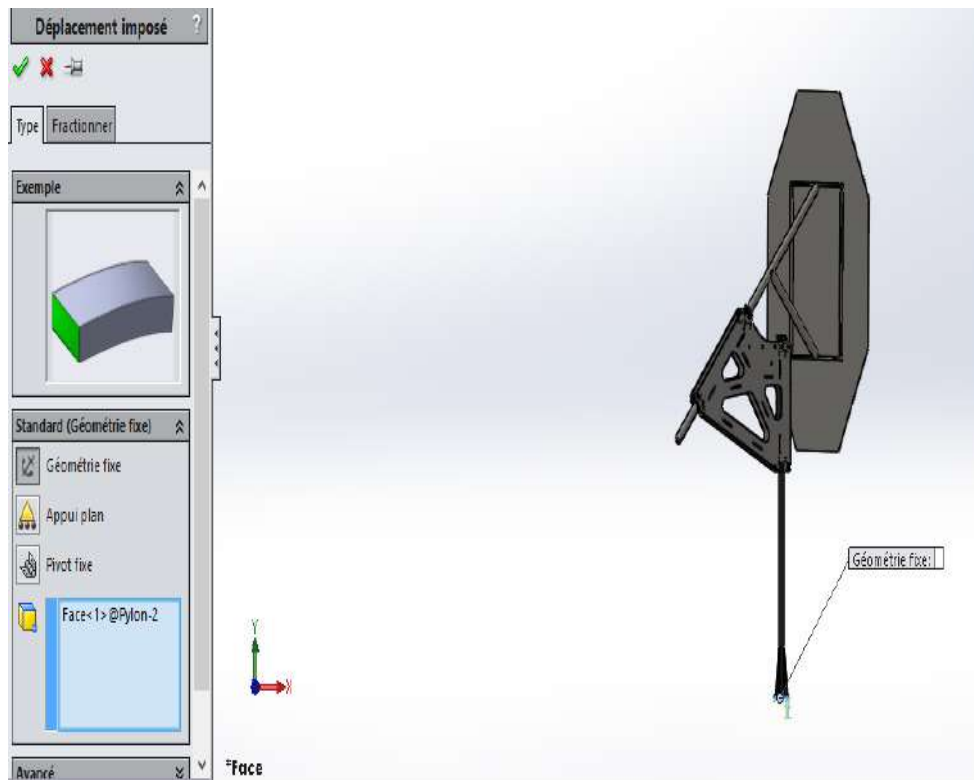 Déplacement imposé ?
Type Fractionner
Exemple
Standard (Géométrie fixe)
Géométrie fixe
Appui plan
Pivot fixe
Face<1>@Pylon-2
Avancé
Géométrie fixe:
Y
X
*Face